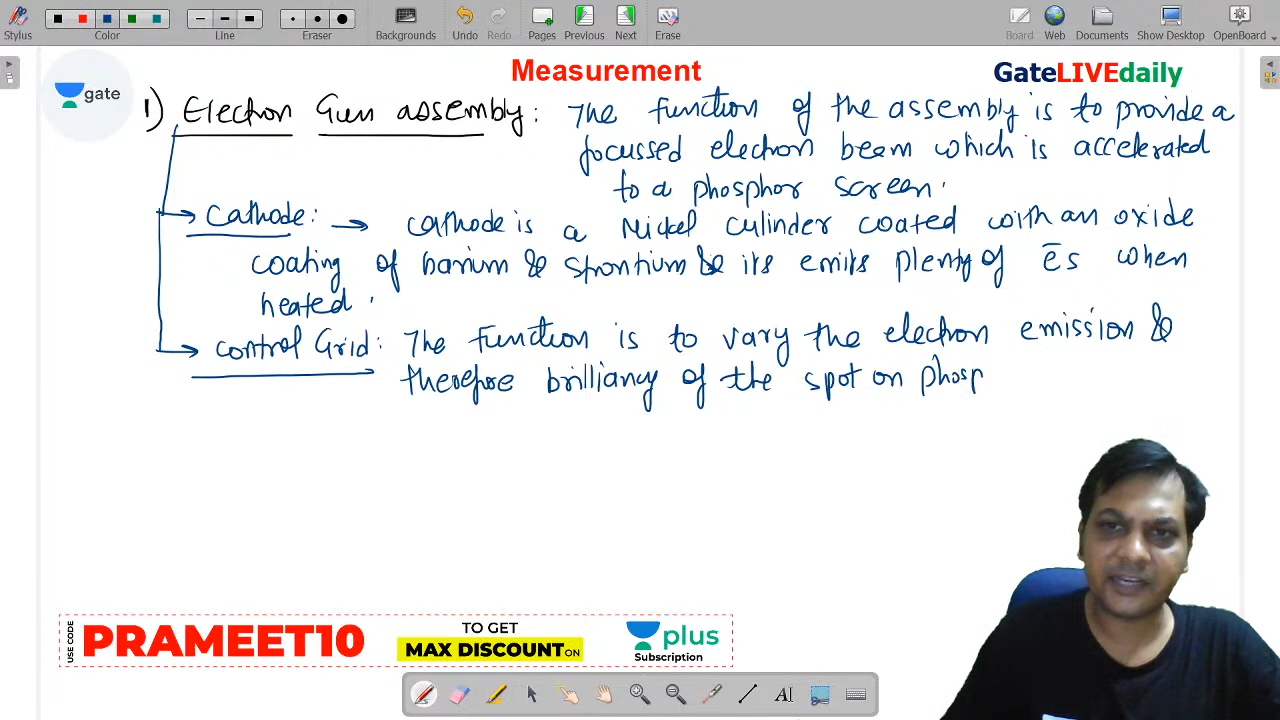 Stylus
Color
Line
Eraser
Backgrounds
Undo
Redo
Pages
Previous
Next
Erase
Board
Web
Documents
Show Desktop
OpenBoard
gate
Measurement
GateLIVEdaily
1) Electron Gun assembly: The function of the assembly is to provide a
focussed electron beam which is accelerated
to a phosphor screen.
→ Cathode: → Cathode is a Nickel cylinder coated with an oxide
coating of barium & strontium & its emits plenty of ēs when
heated.
→ control Grid: The function is to vary the electron emission &
therefore brilliancy of the spot on phosp
USE CODE
PRAMEET10
TO GET
MAX DISCOUNT ON
plus
Subscription
AI